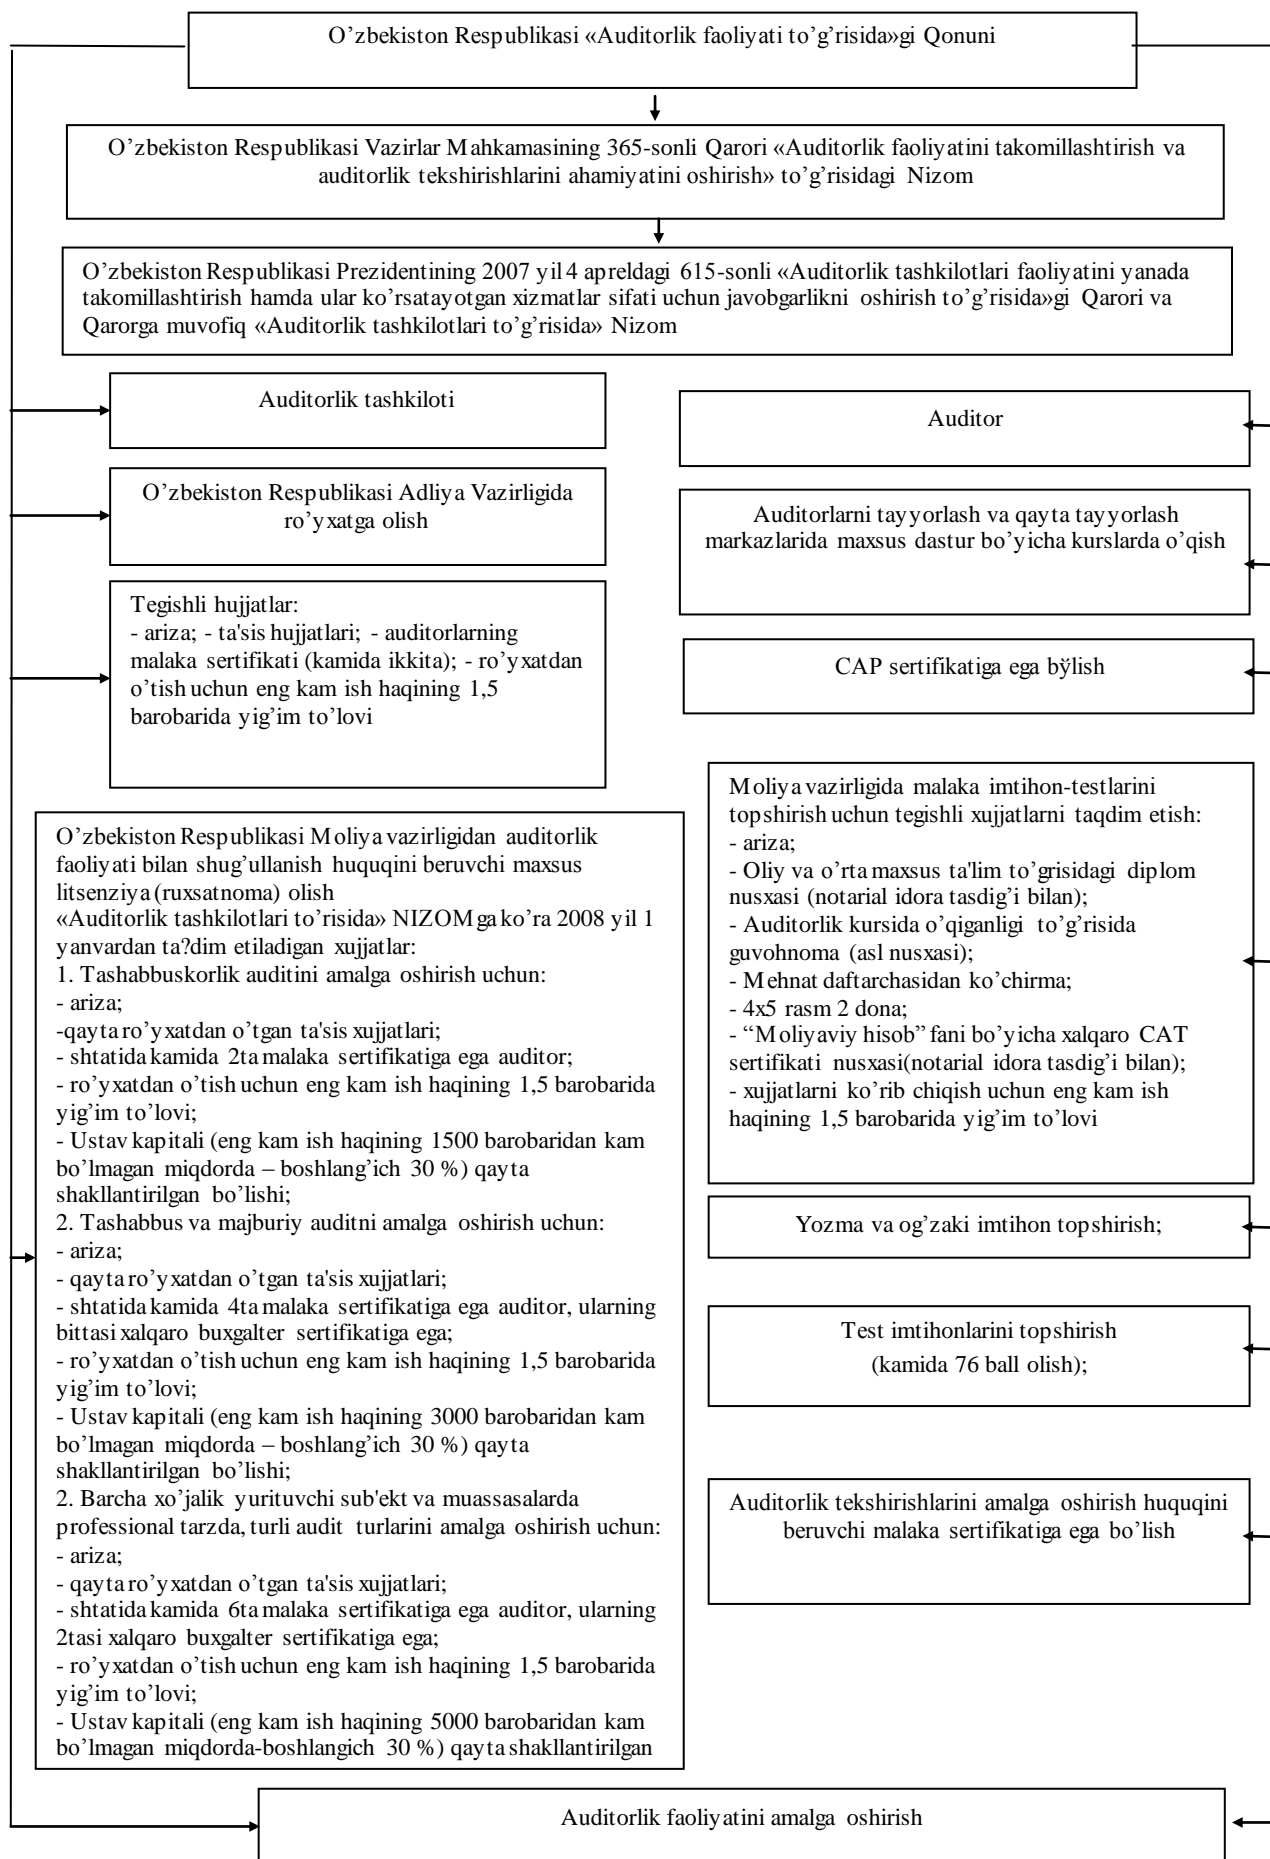 O’zbekiston Respublikasi «Auditorlik faoliyati to’g’risida»gi Qonuni
O’zbekiston Respublikasi Vazirlar Mahkamasining 365-sonli Qarori «Auditorlik faoliyatini takomillashtirish va
auditorlik tekshirishlarini ahamiyatini oshirish» to’g’risidagi Nizom
O’zbekiston Respublikasi Prezidentining 2007 yil 4 apreldagi 615-sonli «Auditorlik tashkilotlari faoliyatini yanada
takomillashtirish hamda ular ko’rsatayotgan xizmatlar sifati uchun javobgarlikni oshirish to’g’risida»gi Qarori va
Qarorga muvofiq «Auditorlik tashkilotlari to’g’risida» Nizom
Auditorlik tashkiloti
O’zbekiston Respublikasi Adliya Vazirligida
ro’yxatga olish
Tegishli hujjatlar:
- ariza; - ta'sis hujjatlari; - auditorlarning
malaka sertifikati (kamida ikkita); - ro’yxatdan
o’tish uchun eng kam ish haqining 1,5
barobarida yig’im to’lovi
O’zbekiston Respublikasi Moliya vazirligidan auditorlik
faoliyati bilan shug’ullanish huquqini beruvchi maxsus
litsenziya (ruxsatnoma) olish
«Auditorlik tashkilotlari to’risida» NIZOMga ko’ra 2008 yil 1
yanvardan ta?dim etiladigan xujjatlar:
1. Tashabbuskorlik auditini amalga oshirish uchun:
- ariza;
-qayta ro’yxatdan o’tgan ta'sis xujjatlari;
- shtatida kamida 2ta malaka sertifikatiga ega auditor;
- ro’yxatdan o’tish uchun eng kam ish haqining 1,5 barobarida
yig’im to’lovi;
- Ustav kapitali (eng kam ish haqining 1500 barobaridan kam
bo’lmagan miqdorda – boshlang’ich 30 %) qayta
shakllantirilgan bo’lishi;
2. Tashabbus va majburiy auditni amalga oshirish uchun:
- ariza;
- qayta ro’yxatdan o’tgan ta'sis xujjatlari;
- shtatida kamida 4ta malaka sertifikatiga ega auditor, ularning
bittasi xalqaro buxgalter sertifikatiga ega;
- ro’yxatdan o’tish uchun eng kam ish haqining 1,5 barobarida
yig’im to’lovi;
- Ustav kapitali (eng kam ish haqining 3000 barobaridan kam
bo’lmagan miqdorda – boshlang’ich 30 %) qayta
shakllantirilgan bo’lishi;
2. Barcha xo’jalik yurituvchi sub'ekt va muassasalarda
professional tarzda, turli audit turlarini amalga oshirish uchun:
- ariza;
- qayta ro’yxatdan o’tgan ta'sis xujjatlari;
- shtatida kamida 6ta malaka sertifikatiga ega auditor, ularning
2tasi xalqaro buxgalter sertifikatiga ega;
- ro’yxatdan o’tish uchun eng kam ish haqining 1,5 barobarida
yig’im to’lovi;
- Ustav kapitali (eng kam ish haqining 5000 barobaridan kam
bo’lmagan miqdorda-boshlangich 30 %) qayta shakllantirilgan
Auditor
Auditorlarni tayyorlash va qayta tayyorlash
markazlarida maxsus dastur bo’yicha kurslarda o’qish
CAP sertifikatiga ega bўlish
Moliya vazirligida malaka imtihon-testlarini
topshirish uchun tegishli xujjatlarni taqdim etish:
- ariza;
- Oliy va o’rta maxsus ta'lim to’grisidagi diplom
nusxasi (notarial idora tasdig’i bilan);
- Auditorlik kursida o’qiganligi to’g’risida
guvohnoma (asl nusxasi);
- Mehnat daftarchasidan ko’chirma;
- 4x5 rasm 2 dona;
- “Moliyaviy hisob” fani bo’yicha xalqaro CAT
sertifikati nusxasi(notarial idora tasdig’i bilan);
- xujjatlarni ko’rib chiqish uchun eng kam ish
haqining 1,5 barobarida yig’im to’lovi
Yozma va og’zaki imtihon topshirish;
Test imtihonlarini topshirish
(kamida 76 ball olish);
Auditorlik tekshirishlarini amalga oshirish huquqini
beruvchi malaka sertifikatiga ega bo’lish
Auditorlik faoliyatini amalga oshirish